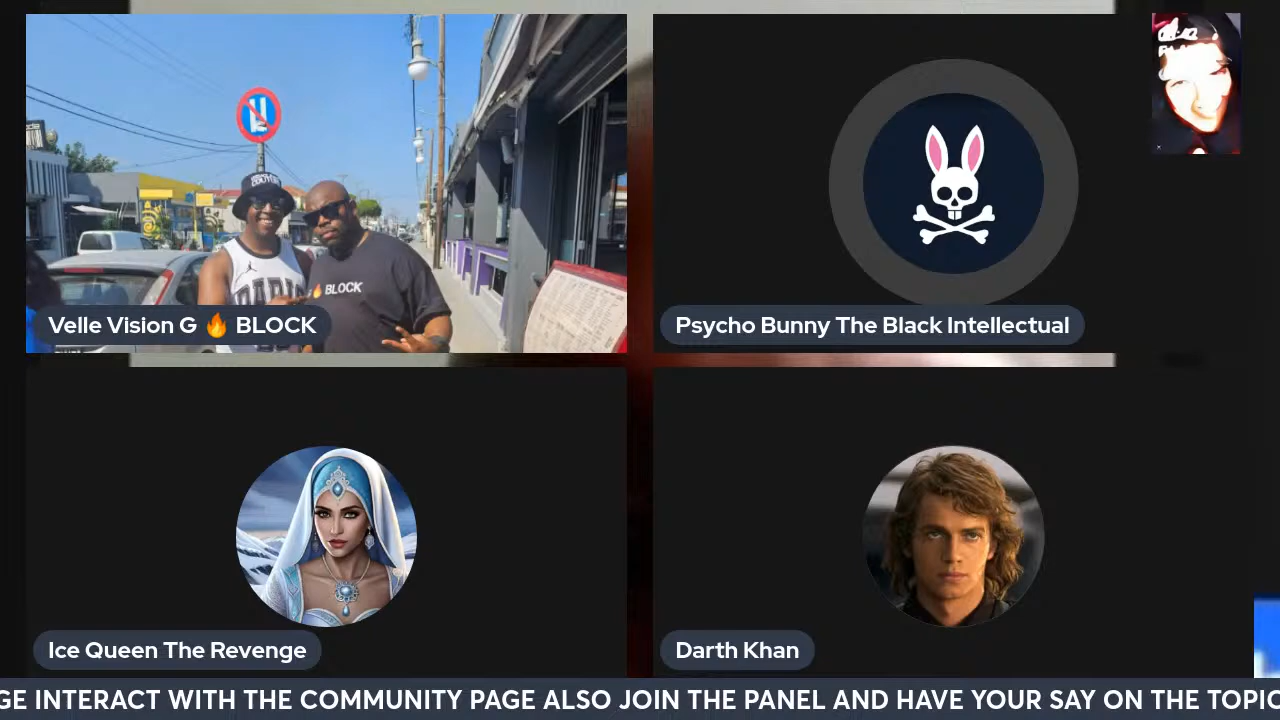 Velle Vision G 🔥 BLOCK
Psycho Bunny The Black Intellectual
🔥 BLOCK
Ice Queen The Revenge
Darth Khan
GE INTERACT WITH THE COMMUNITY PAGE ALSO JOIN THE PANEL AND HAVE YOUR SAY ON THE TOPIC